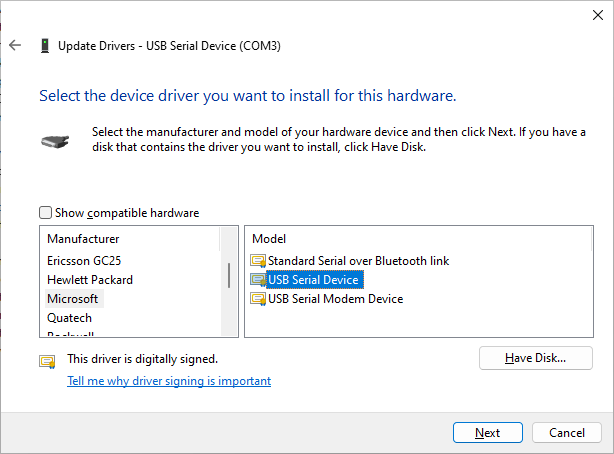 Update Drivers - USB Serial Device (COM3)
Select the device driver you want to install for this hardware.
Select the manufacturer and model of your hardware device and then click Next. If you have a
disk that contains the driver you want to install, click Have Disk.
Show compatible hardware
Manufacturer
Ericsson GC25
Hewlett Packard
Microsoft
Quatech
Rockwell
Model
Standard Serial over Bluetooth link
USB Serial Device
USB Serial Modem Device
This driver is digitally signed.
Tell me why driver signing is important
Have Disk...
Next
Cancel